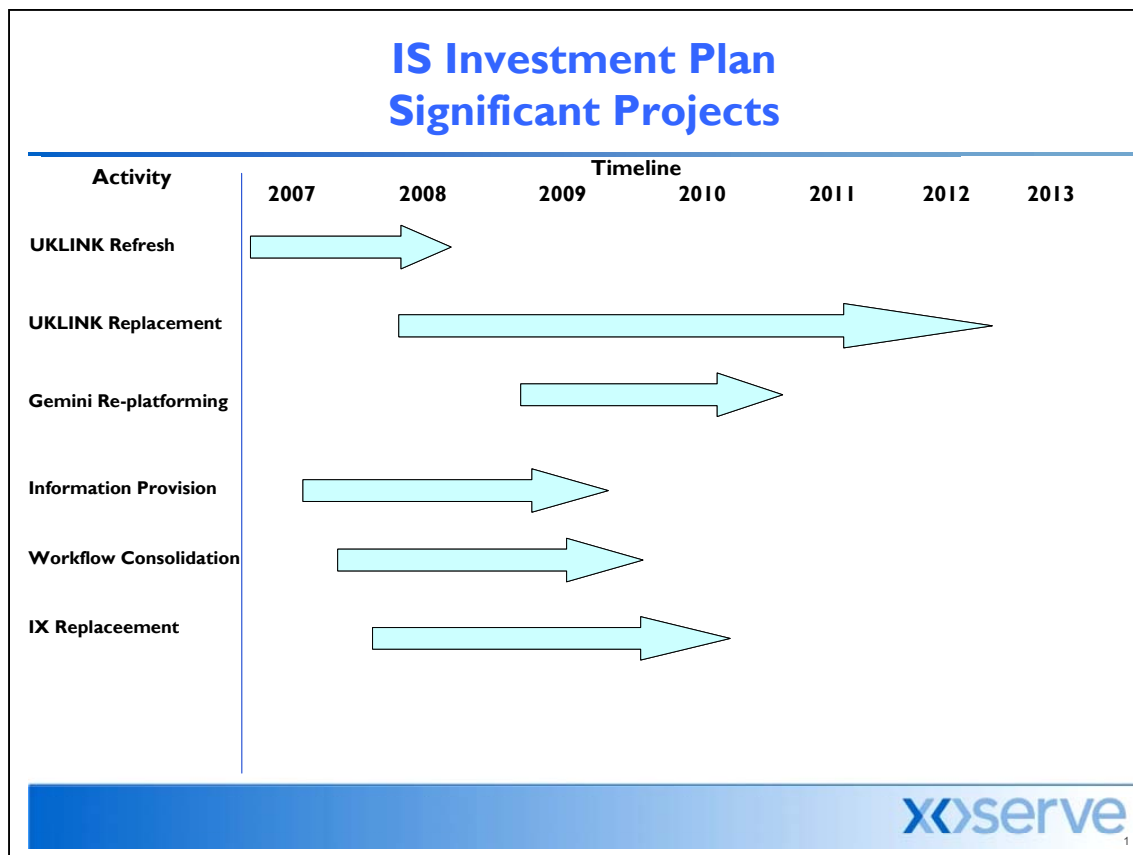 IS Investment Plan
Significant Projects
Activity
Timeline
2007 2008 2009 2010 2011 2012 2013
UKLINK Refresh
UKLINK Replacement
Gemini Re-platforming
Information Provision
Workflow Consolidation
IX Replaceement
xoserve
1